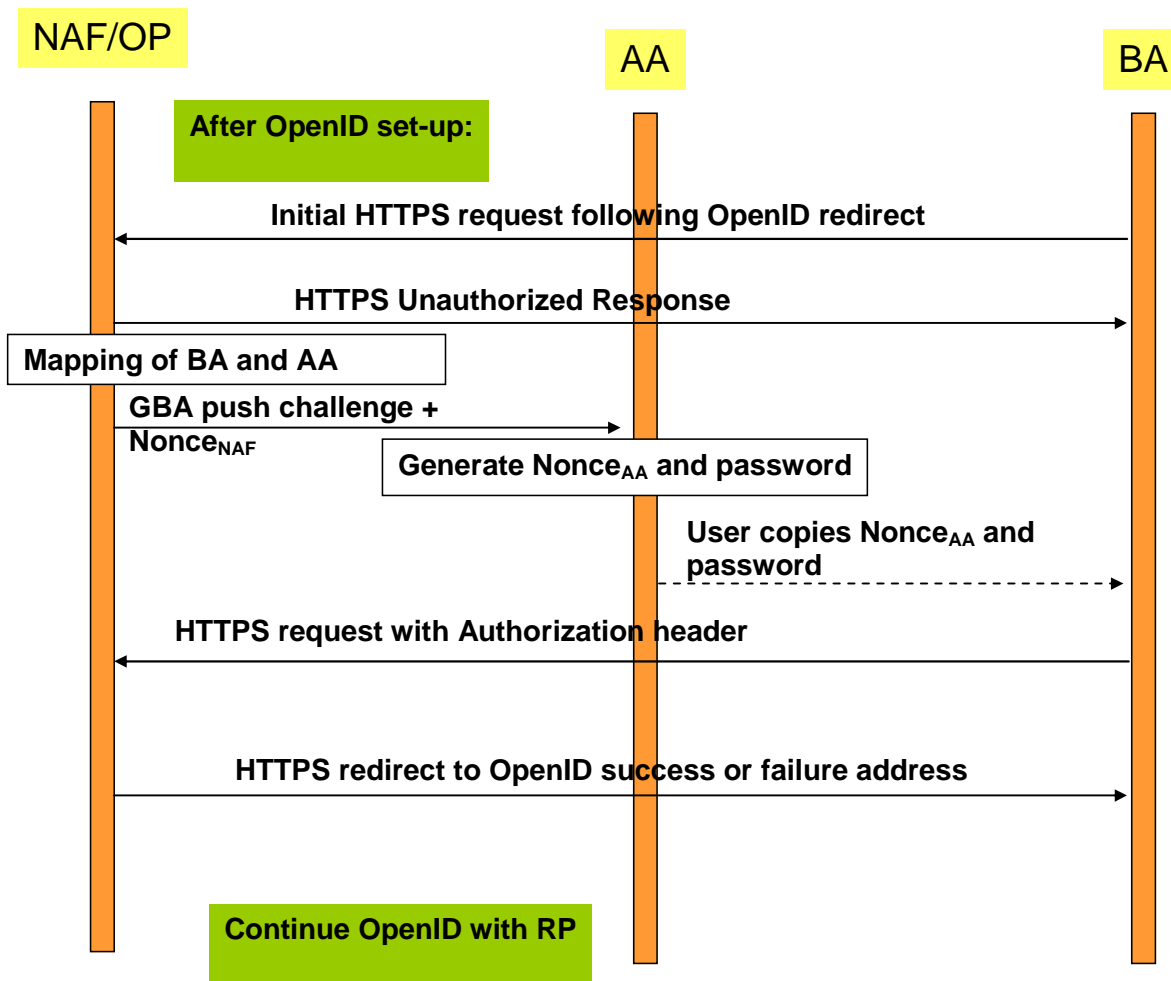 NAF/OP
AA
BA
After OpenID set-up:
Initial HTTPS request following OpenID redirect
HTTPS Unauthorized Response
Mapping of BA and AA
GBA push challenge +
NonceNAF
Generate NonceAA and password
User copies NonceAA and
password
HTTPS request with Authorization header
HTTPS redirect to OpenID success or failure address
Continue OpenID with RP